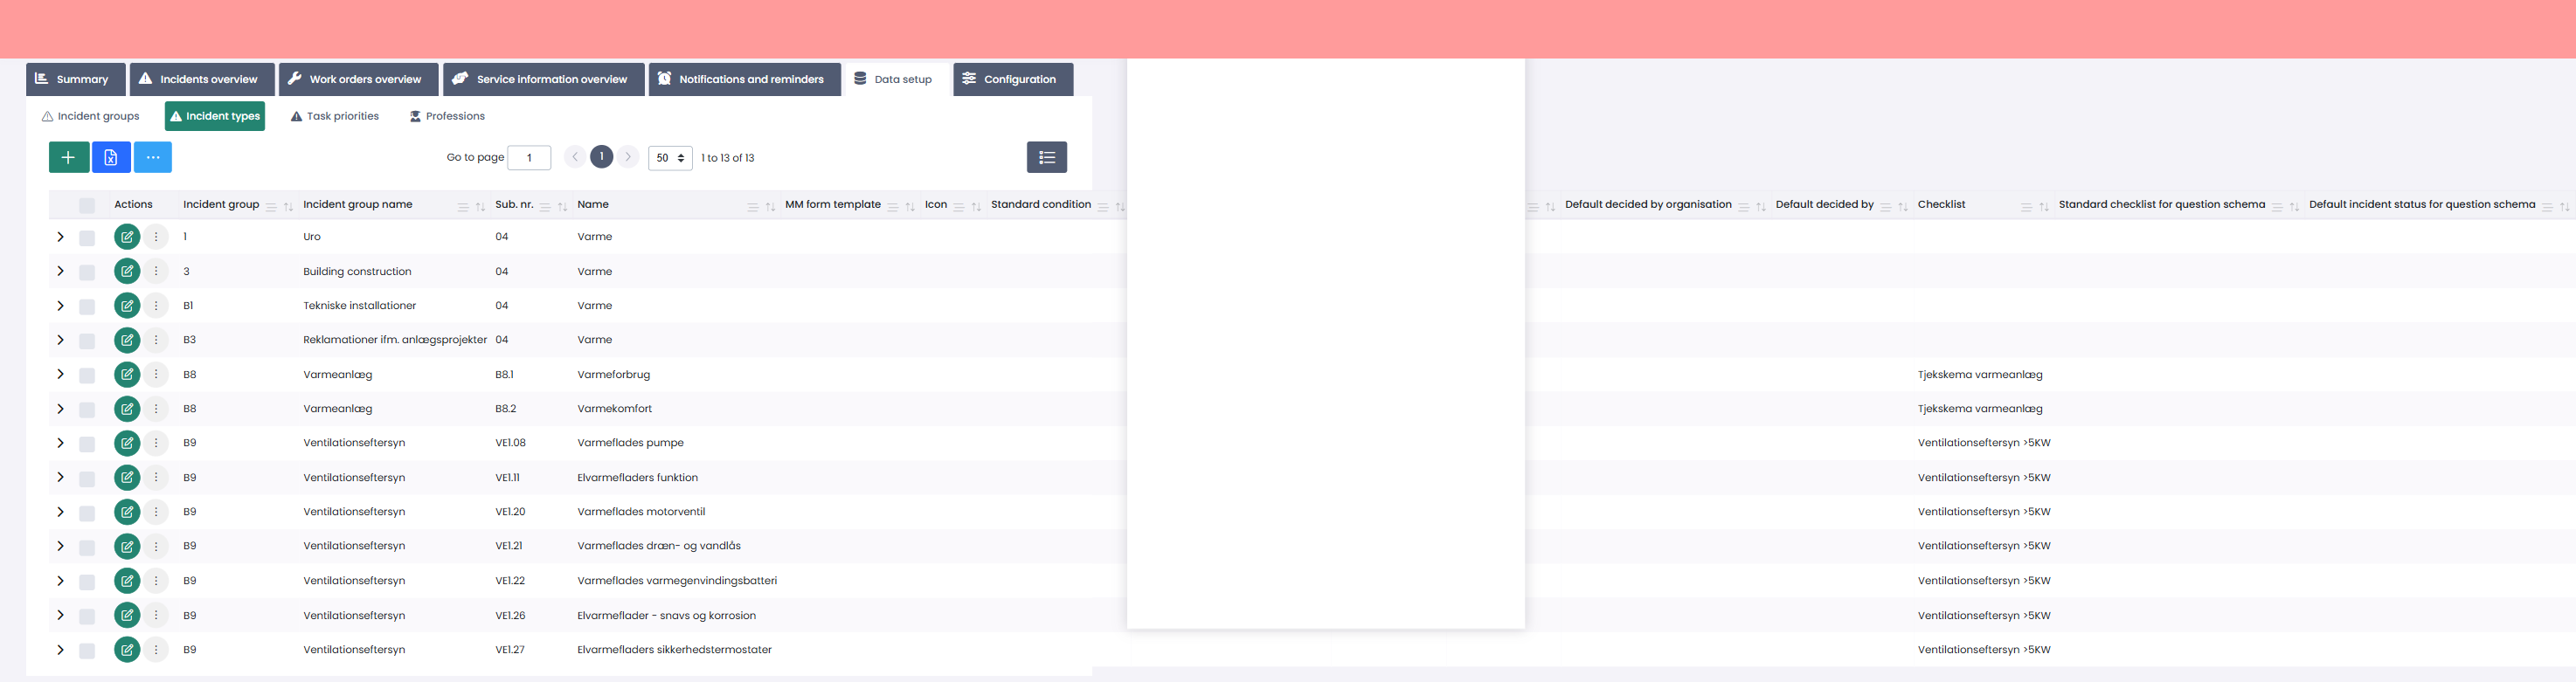 Summary Incidents overview Work orders overview Service information overview Notifications and reminders Data setup Configuration
Incident groups Incident types Task priorities Professions
Go to page 1 1 50 1 to 13 of 13
Actions Incident group Incident group name Sub. nr. Name MM form template Icon Standard condition Default decided by organisation Default decided by Checklist Standard checklist for question schema Default incident status for question schema
1 Uro 04 Varme
3 Building construction 04 Varme
B1 Tekniske installationer 04 Varme
B3 Reklamationer ifm. anlægsprojekter 04 Varme
B8 Varmeanlæg B8.1 Varmeforbrug Tjekskema varmeanlæg
B8 Varmeanlæg B8.2 Varmekomfort Tjekskema varmeanlæg
B9 Ventilationseftersyn VE1.08 Varmeflades pumpe Ventilationseftersyn >5KW
B9 Ventilationseftersyn VE1.11 Elvarmefladers funktion Ventilationseftersyn >5KW
B9 Ventilationseftersyn VE1.20 Varmeflades motorventil Ventilationseftersyn >5KW
B9 Ventilationseftersyn VE1.21 Varmeflades dræn- og vandlås Ventilationseftersyn >5KW
B9 Ventilationseftersyn VE1.22 Varmeflades varmegenvindingsbatteri Ventilationseftersyn >5KW
B9 Ventilationseftersyn VE1.26 Elvarmeflader - snavs og korrosion Ventilationseftersyn >5KW
B9 Ventilationseftersyn VE1.27 Elvarmefladers sikkerhedstermostater Ventilationseftersyn >5KW